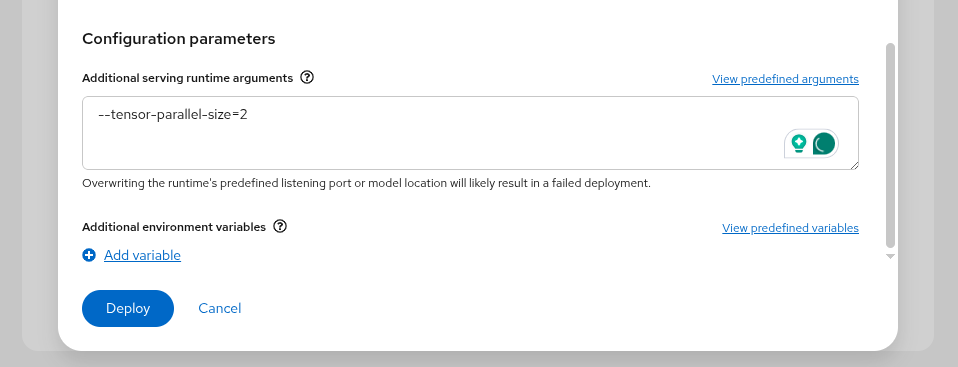 Configuration parameters
Additional serving runtime arguments
View predefined arguments
--tensor-parallel-size=2
Overwriting the runtime's predefined listening port or model location will likely result in a failed deployment.
Additional environment variables
View predefined variables
Add variable
Deploy Cancel